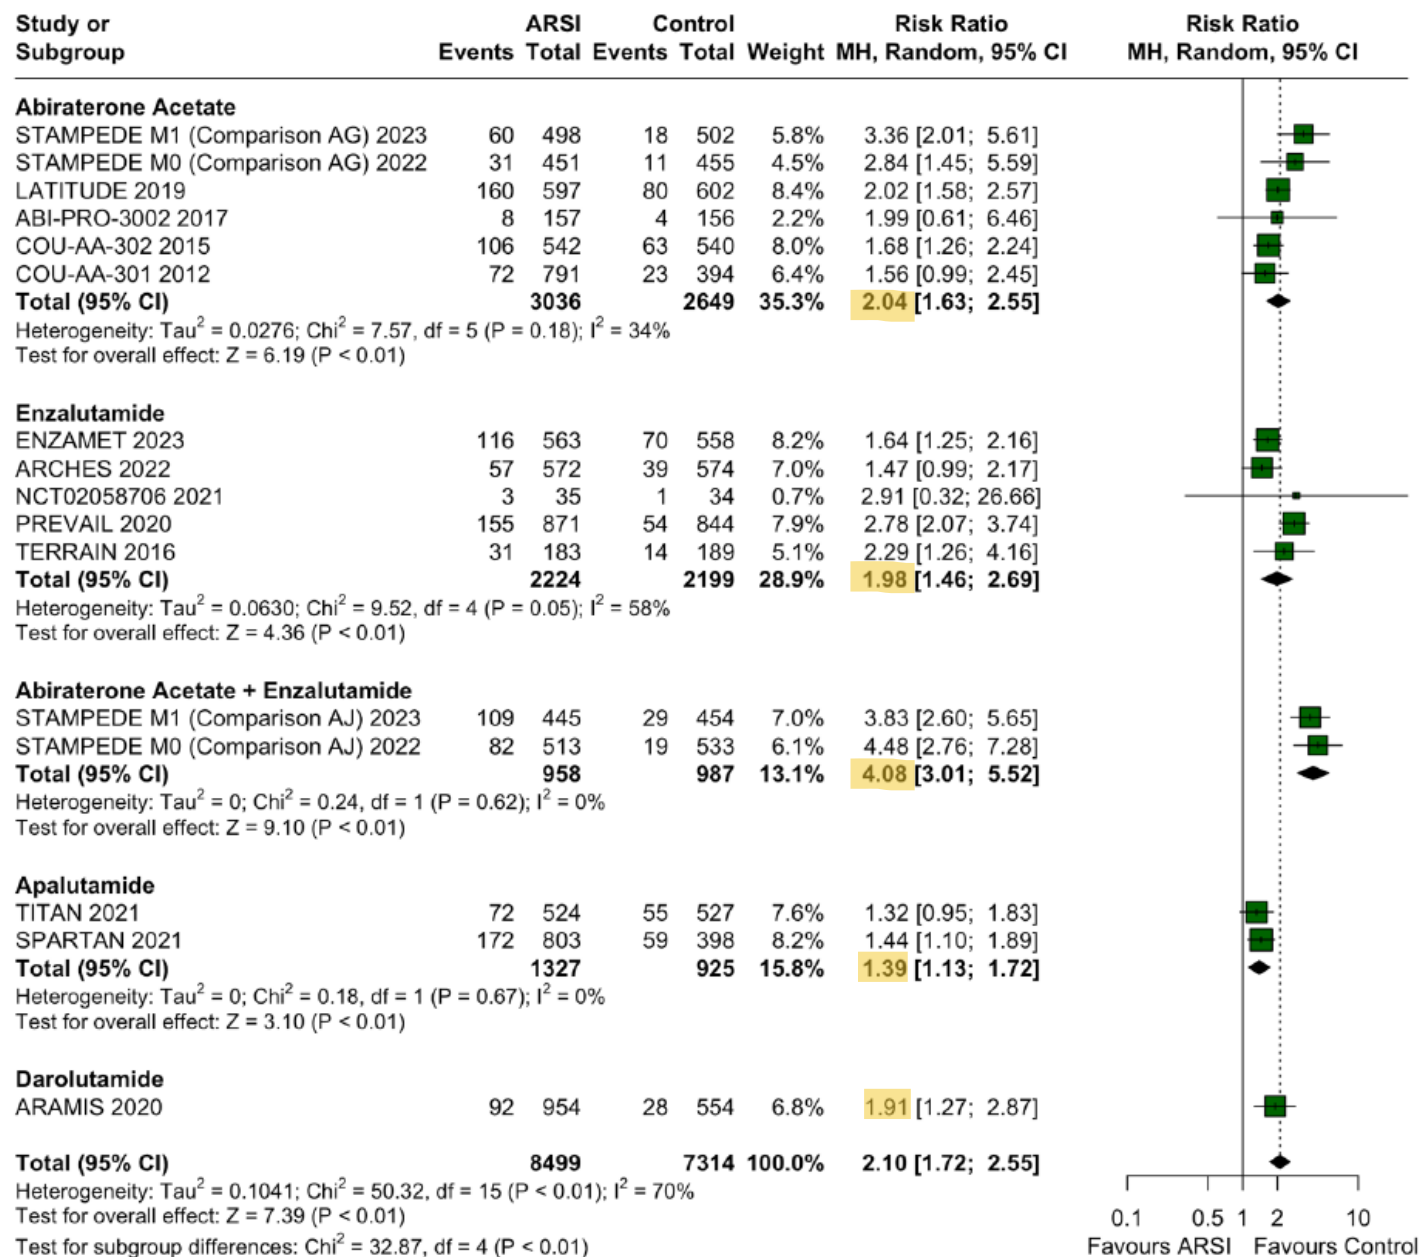 Study or ARSI Control Risk Ratio Risk Ratio
Subgroup Events Total Events Total Weight MH, Random, 95% CI MH, Random, 95% CI
Abiraterone Acetate
STAMPEDE M1 (Comparison AG) 2023 60 498 18 502 5.8% 3.36 [2.01; 5.61]
STAMPEDE M0 (Comparison AG) 2022 31 451 11 455 4.5% 2.84 [1.45; 5.59]
LATITUDE 2019 160 597 80 602 8.4% 2.02 [1.58; 2.57]
ABI-PRO-3002 2017 8 157 4 156 2.2% 1.99 [0.61; 6.46]
COU-AA-302 2015 106 542 63 540 8.0% 1.68 [1.26; 2.24]
COU-AA-301 2012 72 791 23 394 6.4% 1.56 [0.99; 2.45]
Total (95% CI) 3036 2649 35.3% 2.04 [1.63; 2.55]
Heterogeneity: Tau² = 0.0276; Chi² = 7.57, df = 5 (P = 0.18); I² = 34%
Test for overall effect: Z = 6.19 (P < 0.01)
Enzalutamide
ENZAMET 2023 116 563 70 558 8.2% 1.64 [1.25; 2.16]
ARCHES 2022 57 572 39 574 7.0% 1.47 [0.99; 2.17]
NCT02058706 2021 3 35 1 34 0.7% 2.91 [0.32; 26.66]
PREVAIL 2020 155 871 54 844 7.9% 2.78 [2.07; 3.74]
TERRAIN 2016 31 183 14 189 5.1% 2.29 [1.26; 4.16]
Total (95% CI) 2224 2199 28.9% 1.98 [1.46; 2.69]
Heterogeneity: Tau² = 0.0630; Chi² = 9.52, df = 4 (P = 0.05); I² = 58%
Test for overall effect: Z = 4.36 (P < 0.01)
Abiraterone Acetate + Enzalutamide
STAMPEDE M1 (Comparison AJ) 2023 109 445 29 454 7.0% 3.83 [2.60; 5.65]
STAMPEDE M0 (Comparison AJ) 2022 82 513 19 533 6.1% 4.48 [2.76; 7.28]
Total (95% CI) 958 987 13.1% 4.08 [3.01; 5.52]
Heterogeneity: Tau² = 0; Chi² = 0.24, df = 1 (P = 0.62); I² = 0%
Test for overall effect: Z = 9.10 (P < 0.01)
Apalutamide
TITAN 2021 72 524 55 527 7.6% 1.32 [0.95; 1.83]
SPARTAN 2021 172 803 59 398 8.2% 1.44 [1.10; 1.89]
Total (95% CI) 1327 925 15.8% 1.39 [1.13; 1.72]
Heterogeneity: Tau² = 0; Chi² = 0.18, df = 1 (P = 0.67); I² = 0%
Test for overall effect: Z = 3.10 (P < 0.01)
Darolutamide
ARAMIS 2020 92 954 28 554 6.8% 1.91 [1.27; 2.87]
Total (95% CI) 8499 7314 100.0% 2.10 [1.72; 2.55]
Heterogeneity: Tau² = 0.1041; Chi² = 50.32, df = 15 (P < 0.01); I² = 70%
Test for overall effect: Z = 7.39 (P < 0.01) 0.1 0.5 1 2 10
Test for subgroup differences: Chi² = 32.87, df = 4 (P < 0.01) Favours ARSI Favours Control